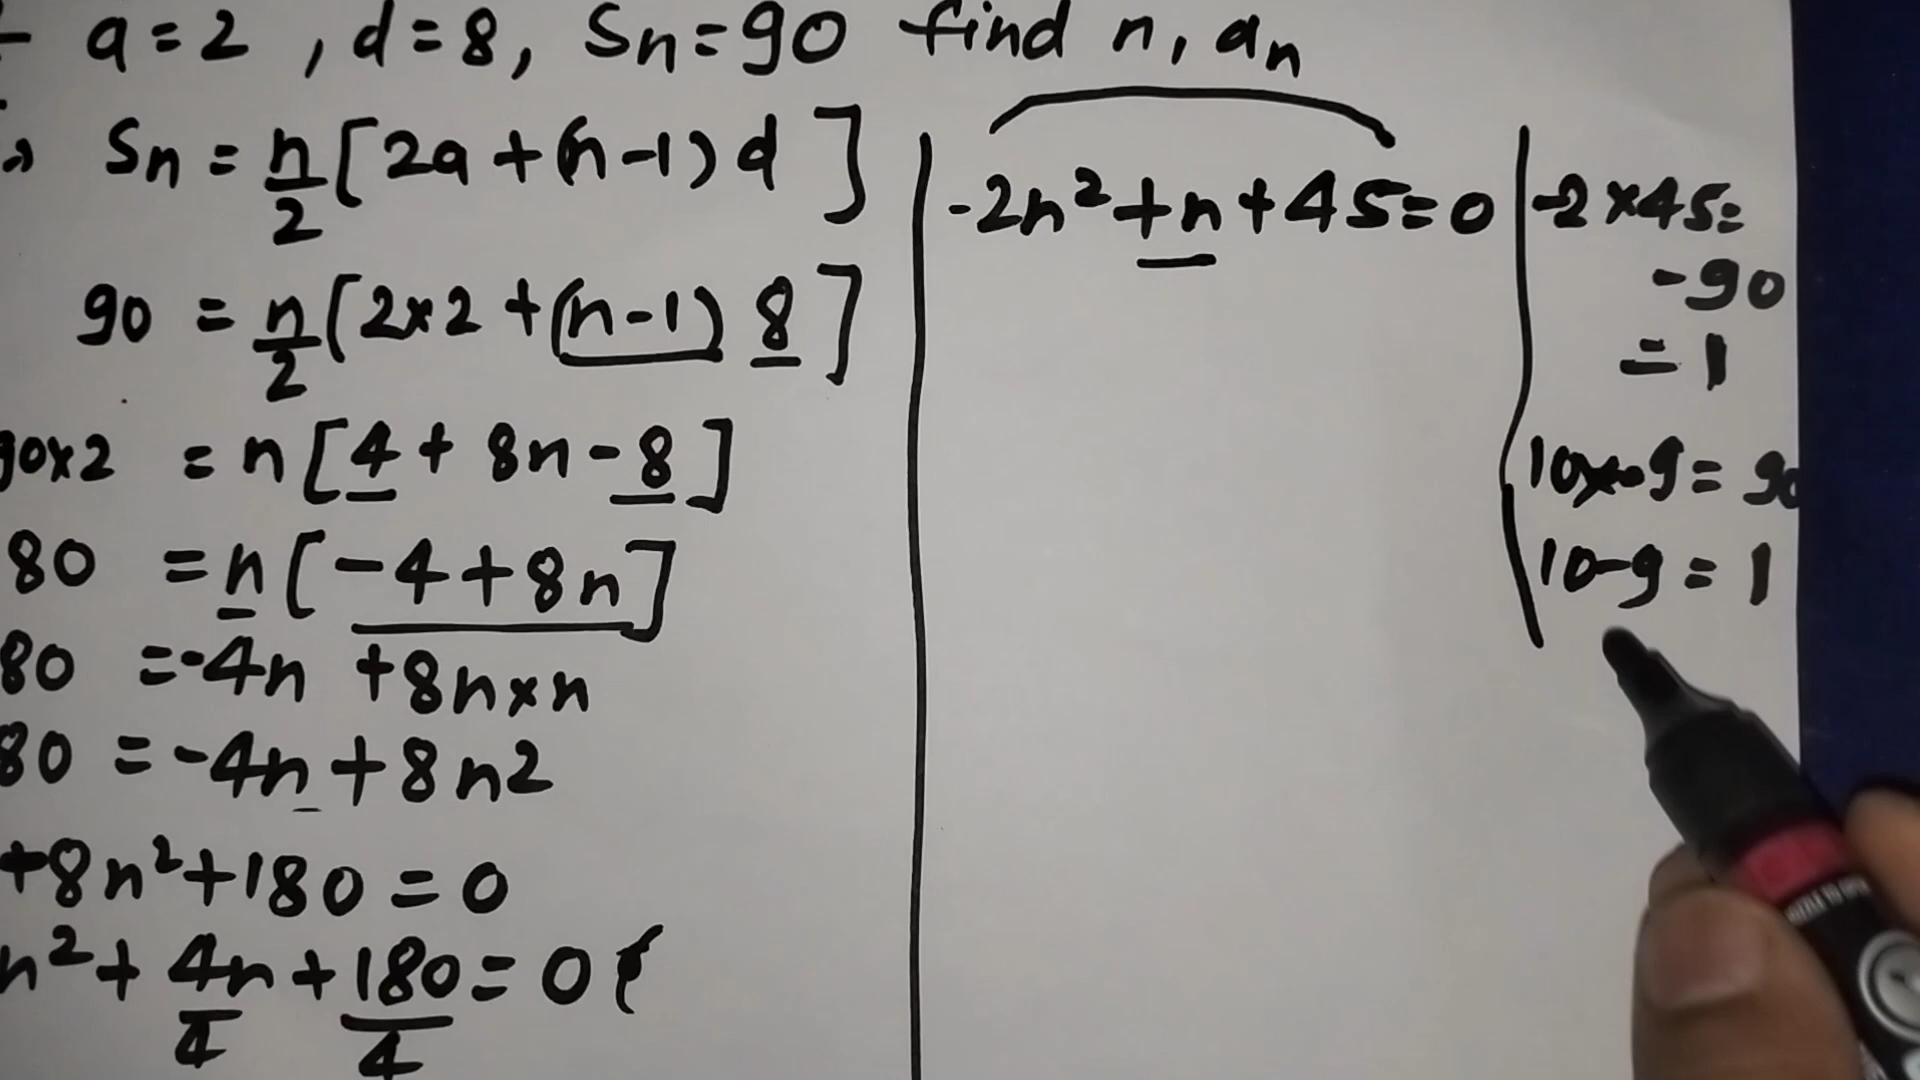 a=2, d=8, Sn=90 find n, an
Sn = n/2 [2a+(n-1)d]
90 = n/2 [2×2+(n-1) 8]
90×2 = n[4+8n-8]
80 = n[-4+8n]
80 =-4n +8n×n
80 =-4n+8n2
+8n²+180=0
n²+4n/4+180/4=0
-2n²+n+45=0
-2×45=
-90
=1
10×-9=90
10-9=1